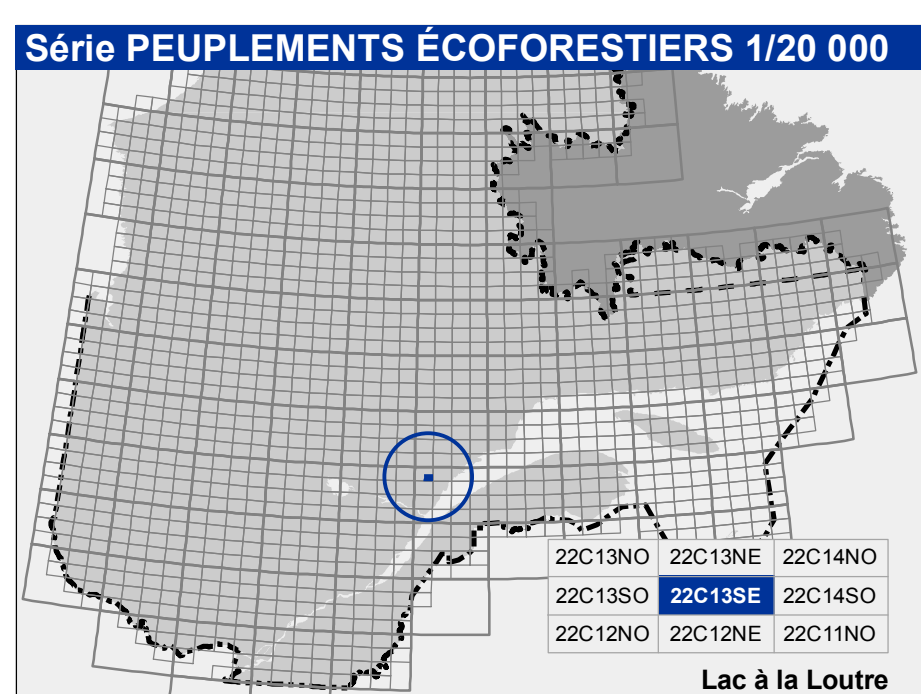 Série PEUPLEMENTS ÉCOFORESTIERS 1/20 000
22C13NO 22C13NE 22C14NO
22C13SO 22C13SE 22C14SO
22C12NO 22C12NE 22C11NO
Lac à la Loutre